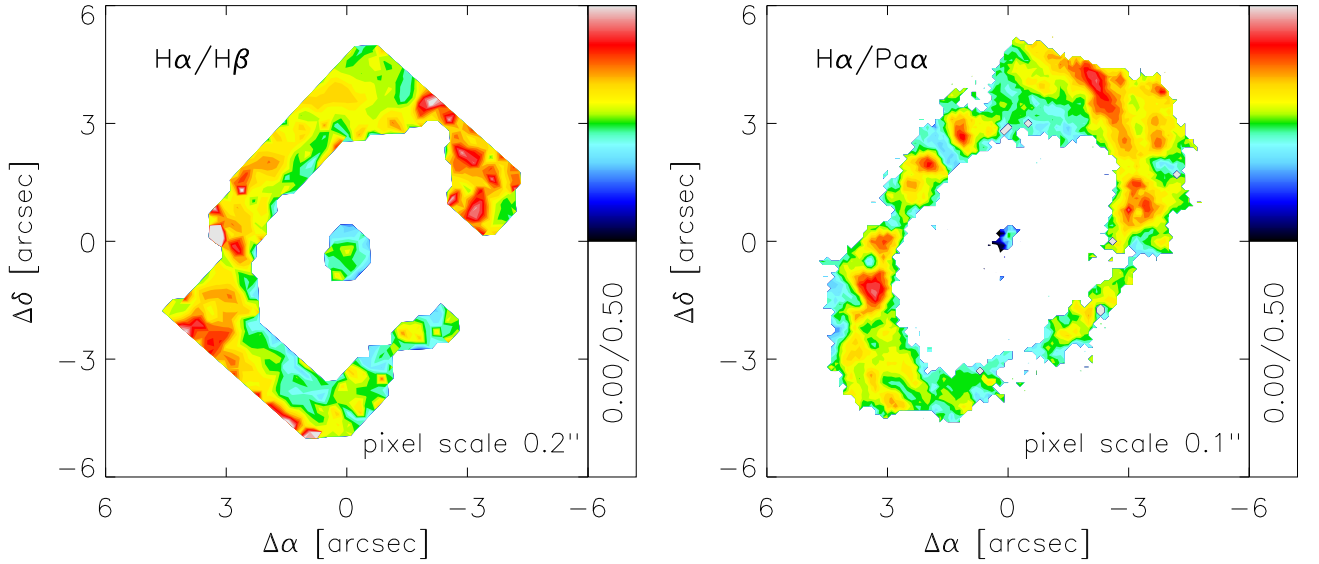 6
3
0
−3
−6
Δδ [arcsec]
Hα/Hβ
pixel scale 0.2"
0.00/0.50
6 3 0 −3 −6
Δα [arcsec]
6
3
0
−3
−6
Δδ [arcsec]
Hα/Paα
pixel scale 0.1"
0.00/0.50
6 3 0 −3 −6
Δα [arcsec]